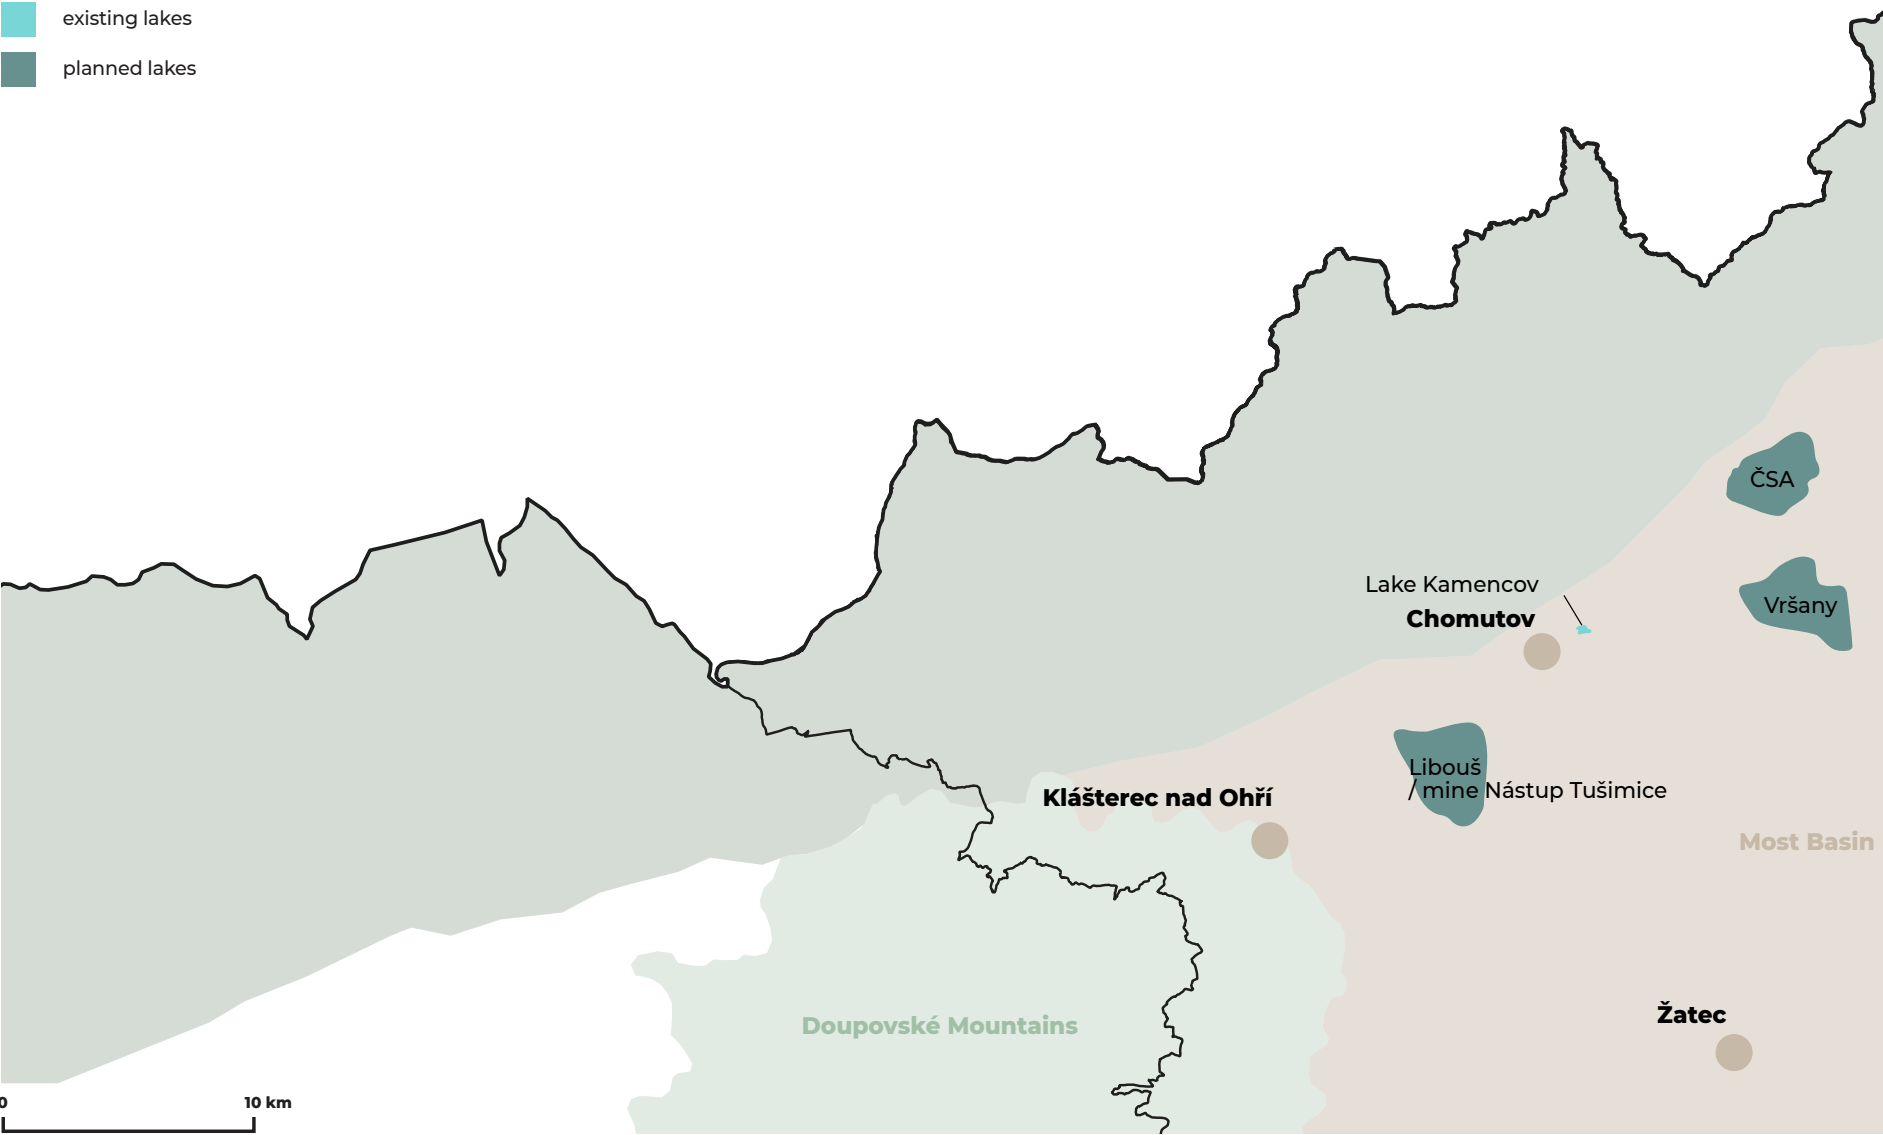 existing lakes
planned lakes
ČSA
Lake Kamencov
Vršany
Chomutov
Libouš
/ mine Nástup Tušimice
Klášterec nad Ohří
Most Basin
Žatec
Doupovské Mountains
0
10 km